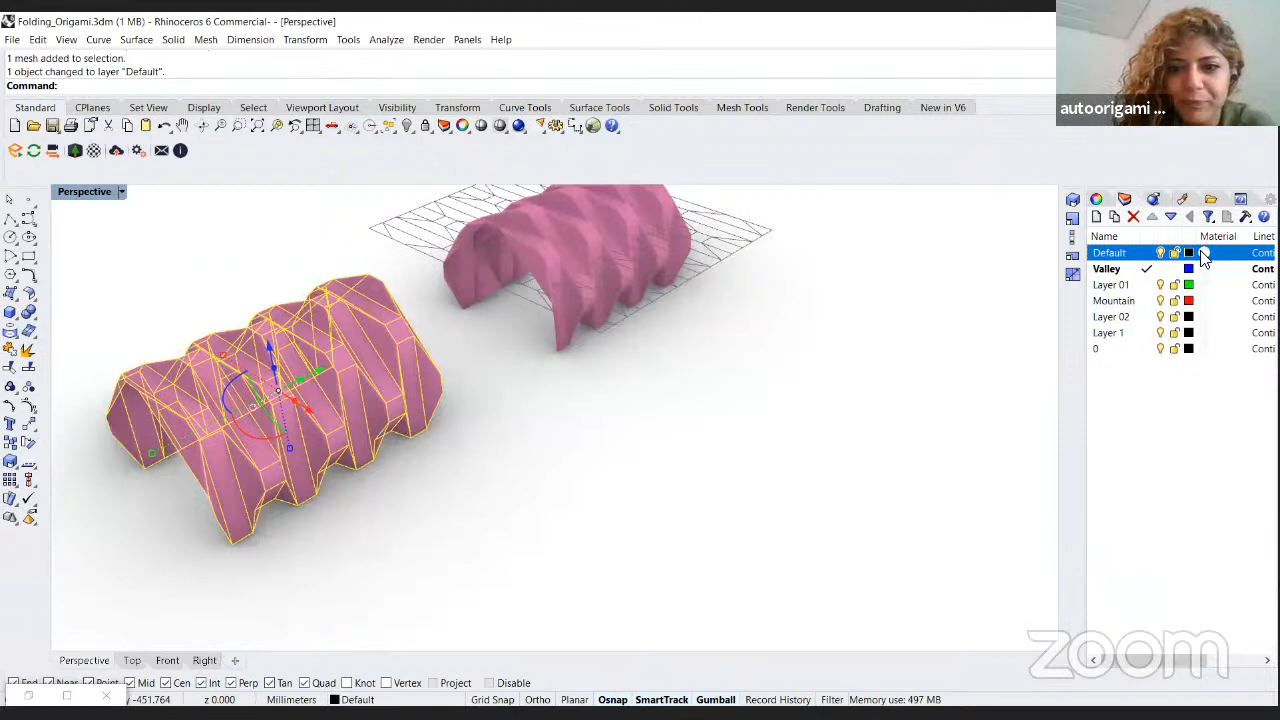 Folding_Origami.3dm (1 MB) - Rhinoceros 6 Commercial- - [Perspective]
File Edit View Curve Surface Solid Mesh Dimension Transform Tools Analyze Render Panels Help
1 mesh added to selection.
1 object changed to layer "Default".
Command:
autoorigami ...
Standard CPlanes Set View Display Select Viewport Layout Visibility Transform Curve Tools Surface Tools Solid Tools Mesh Tools Render Tools Drafting New in V6
Perspective
Name Material Linet
Default Conti
Valley Cont
Layer 01 Conti
Mountain Conti
Layer 02 Conti
Layer 1 Conti
0 Conti
zoom
Perspective Top Front Right
End Near Point Mid Cen Int Perp Tan Quad Knot Vertex Project Disable
-451.764 z 0.000 Millimeters Default Grid Snap Ortho Planar Osnap SmartTrack Gumball Record History Filter Memory use: 497 MB